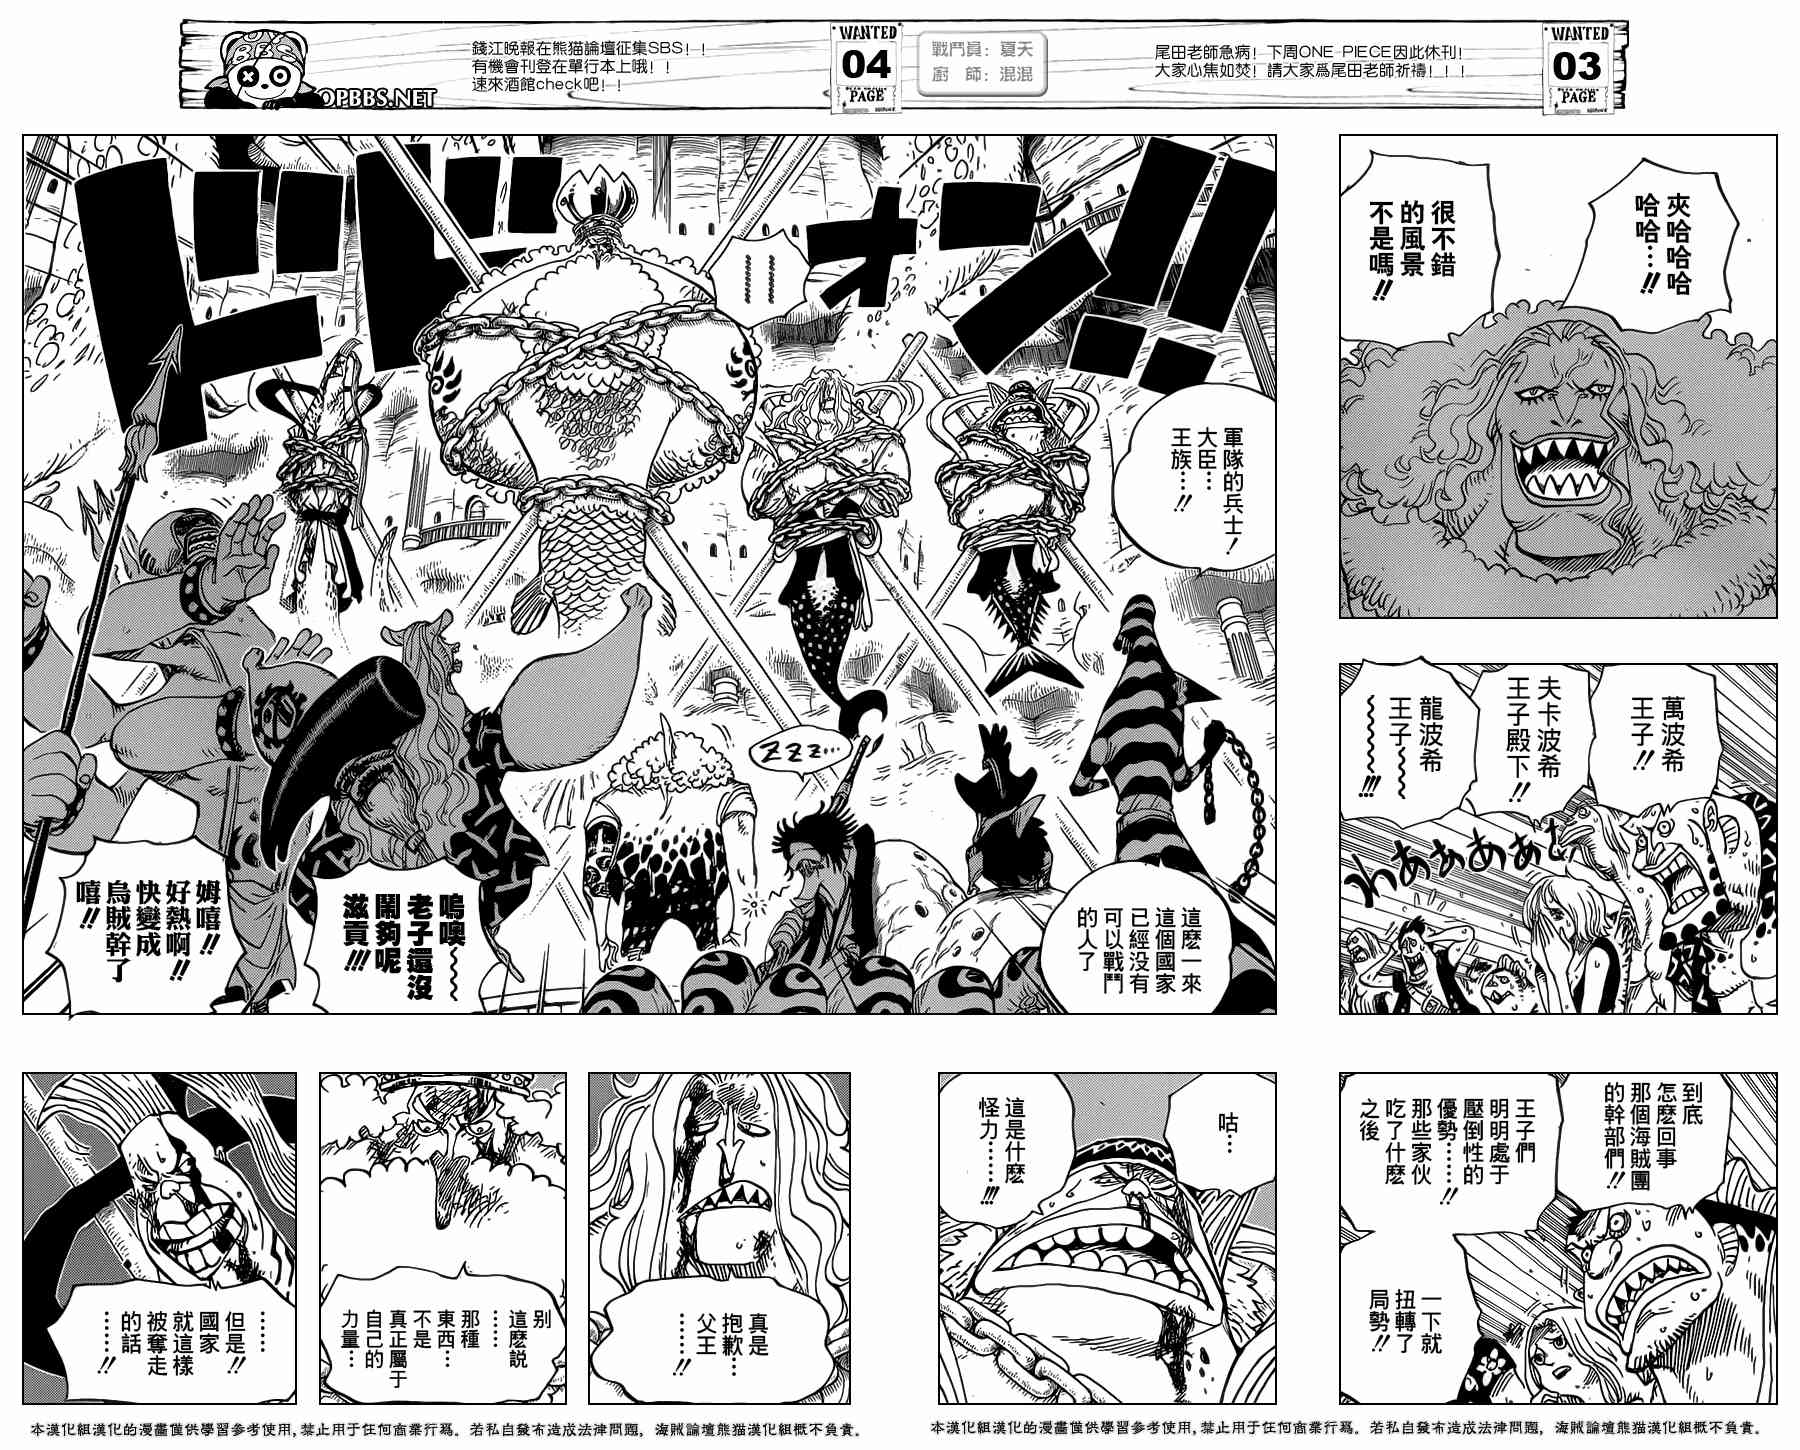 錢江晚報在熊猫論壇征集SBS！！
有機會刊登在單行本上哦！！
速來酒館check吧！！
OPBBS.NET
WANTED
04
PAGE
戰鬥員：夏天
廚　師：混混
尾田老師急病！下周ONE PIECE因此休刊！
大家心焦如焚！請大家爲尾田老師祈禱！！！
WANTED
03
PAGE
夾哈哈哈
哈哈…!!
很不錯
的風景
不是嗎!!
萬波希
王子!!
夫卡波希
王子殿下!!
龍波希
王子~~
~~~~!!!
わあぁあぁあぁ
到底
怎麽回事
那個海賊團
的幹部們!!
王子們
明明處于
壓倒性的
優勢……!!
那些家伙
吃了什麽
之後
一下就
扭轉了
局勢!!
ドドオン!!
軍隊的兵士!
大臣…
王族…!!
這麽一來
這個國家
已經没有
可以戰鬥
的人了
zzz…
嗚噢~~
老子還沒
鬧夠呢
滋貢!!!
姆嘻!!
好熱啊!!
快變成
烏賊幹了
嘻!!
咕…
這是什麽
怪力……!!!
真是
抱歉…
父王
……!!
别
這麽説
……
那種
東西…
不是
真正屬于
自己的
力量…
……
但是!!
國家
就這樣
被奪走
的話
……!!
本漢化組漢化的漫畫僅供學習參考使用,禁止用于任何商業行爲。若私自發布造成法律問題，海賊論壇熊猫漢化組概不負責。
本漢化組漢化的漫畫僅供學習參考使用,禁止用于任何商業行爲。若私自發布造成法律問題，海賊論壇熊猫漢化組概不負責。